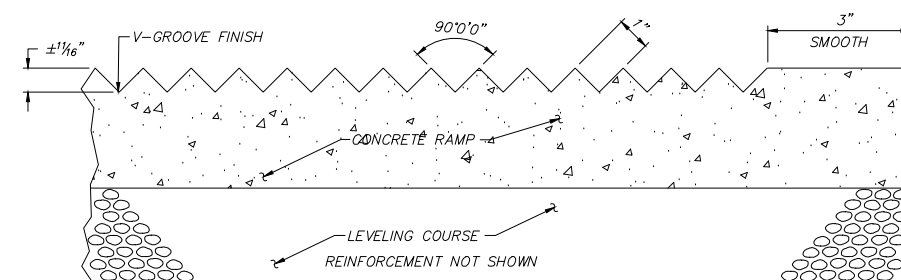 ±11/16"
V-GROOVE FINISH
90°0'0"
1"
3"
SMOOTH
CONCRETE RAMP
LEVELING COURSE
REINFORCEMENT NOT SHOWN